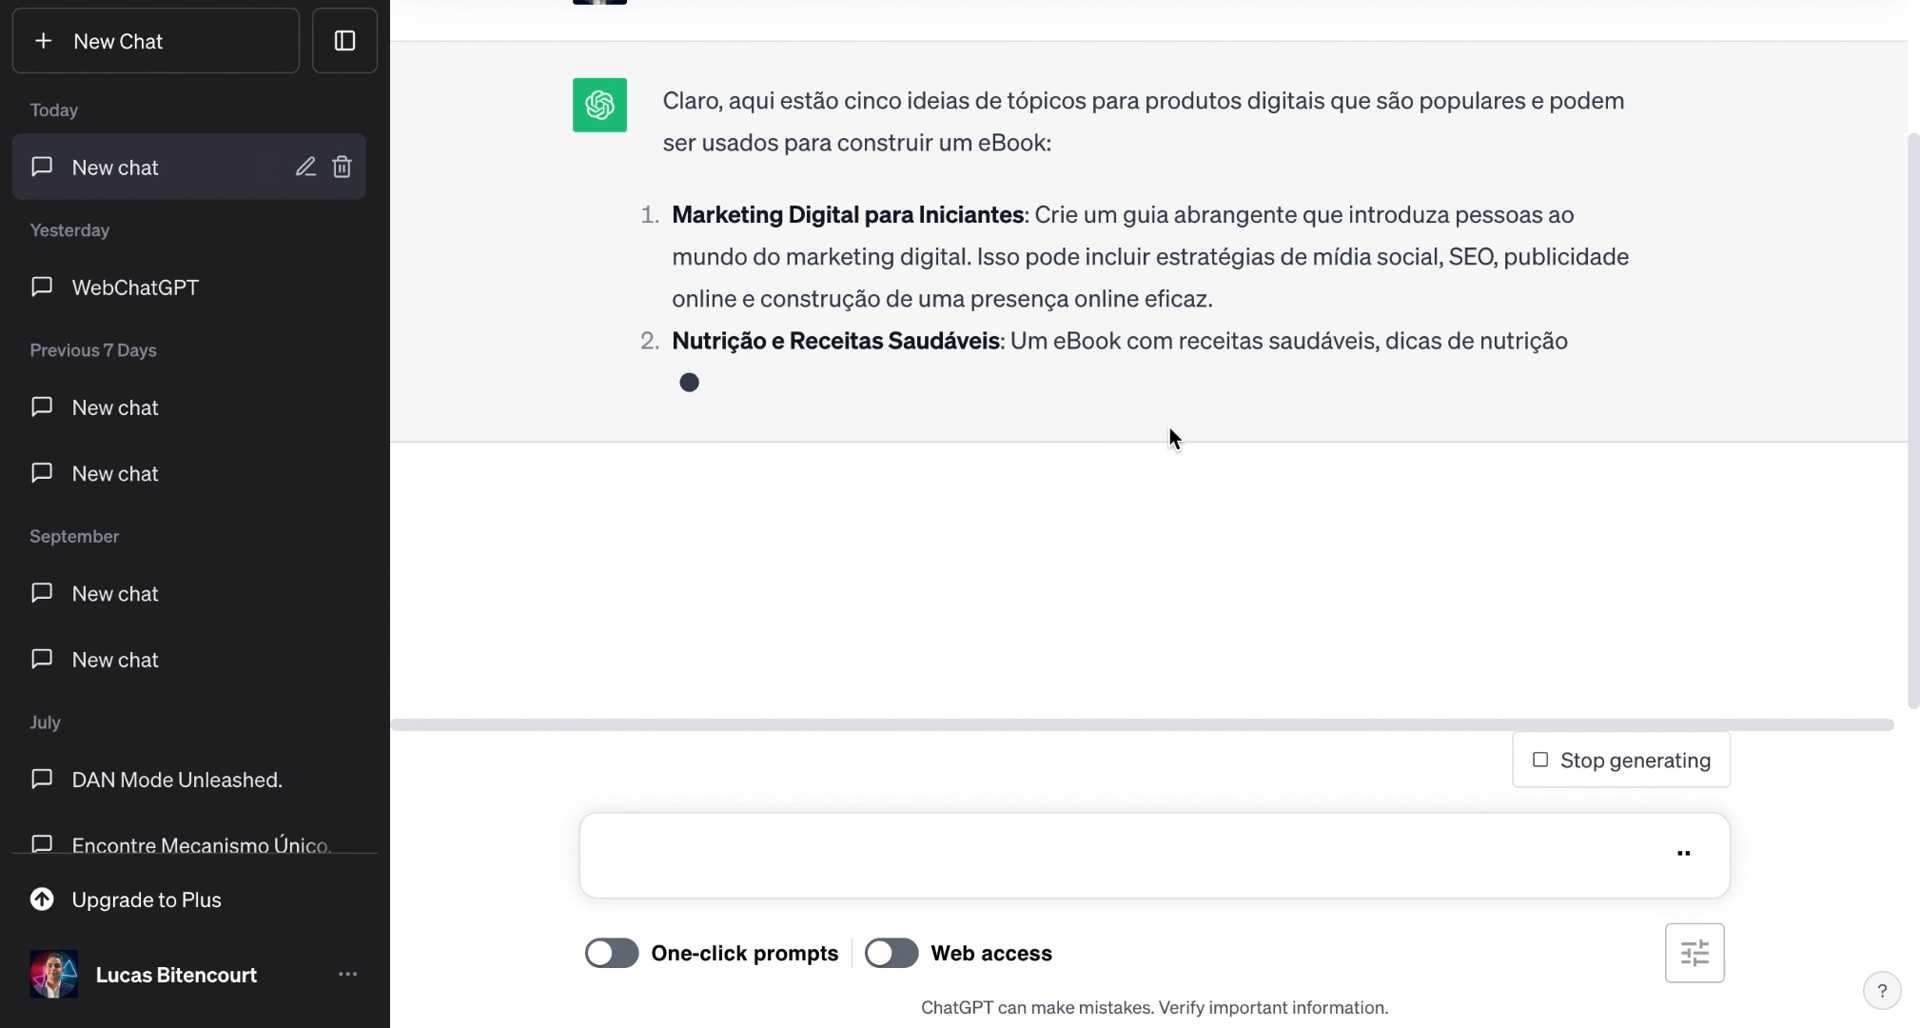 New Chat
Today
New chat
Yesterday
WebChatGPT
Previous 7 Days
New chat
New chat
September
New chat
New chat
July
DAN Mode Unleashed.
Encontre Mecanismo Único.
Upgrade to Plus
Lucas Bitencourt
Claro, aqui estão cinco ideias de tópicos para produtos digitais que são populares e podem
ser usados para construir um eBook:
1. Marketing Digital para Iniciantes: Crie um guia abrangente que introduza pessoas ao
mundo do marketing digital. Isso pode incluir estratégias de mídia social, SEO, publicidade
online e construção de uma presença online eficaz.
2. Nutrição e Receitas Saudáveis: Um eBook com receitas saudáveis, dicas de nutrição
Stop generating
One-click prompts
Web access
ChatGPT can make mistakes. Verify important information.
?